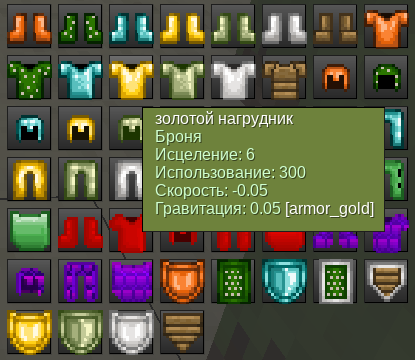 золотой нагрудник
Броня
Исцеление: 6
Использование: 300
Скорость: -0.05
Гравитация: 0.05 [armor_gold]